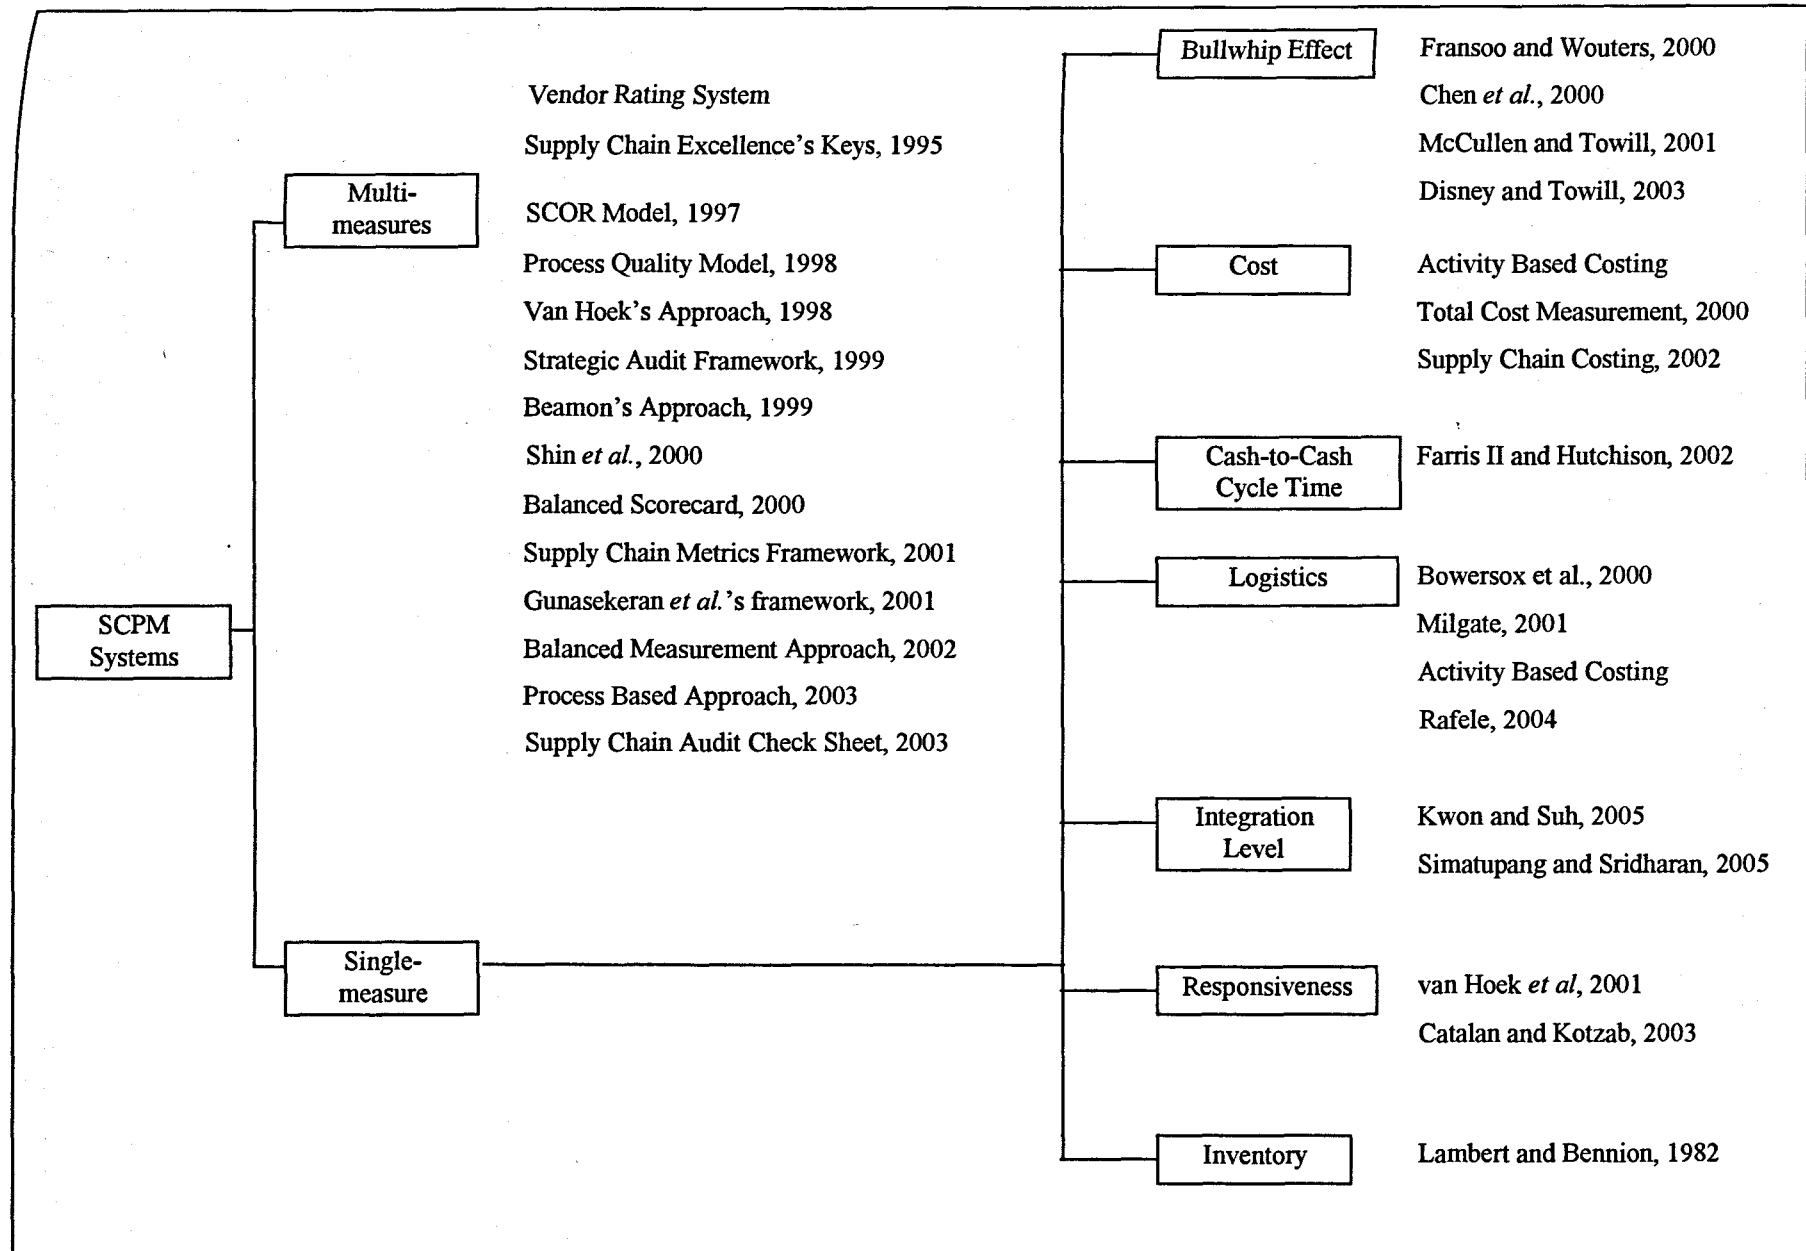 SCPM
Systems
Multi-
measures
Vendor Rating System
Supply Chain Excellence's Keys, 1995
SCOR Model, 1997
Process Quality Model, 1998
Van Hoek's Approach, 1998
Strategic Audit Framework, 1999
Beamon's Approach, 1999
Shin et al., 2000
Balanced Scorecard, 2000
Supply Chain Metrics Framework, 2001
Gunasekeran et al.'s framework, 2001
Balanced Measurement Approach, 2002
Process Based Approach, 2003
Supply Chain Audit Check Sheet, 2003
Single-
measure
Bullwhip Effect
Fransoo and Wouters, 2000
Chen et al., 2000
McCullen and Towill, 2001
Disney and Towill, 2003
Cost
Activity Based Costing
Total Cost Measurement, 2000
Supply Chain Costing, 2002
Cash-to-Cash
Cycle Time
Farris II and Hutchison, 2002
Logistics
Bowersox et al., 2000
Milgate, 2001
Activity Based Costing
Rafele, 2004
Integration
Level
Kwon and Suh, 2005
Simatupang and Sridharan, 2005
Responsiveness
van Hoek et al, 2001
Catalan and Kotzab, 2003
Inventory
Lambert and Bennion, 1982